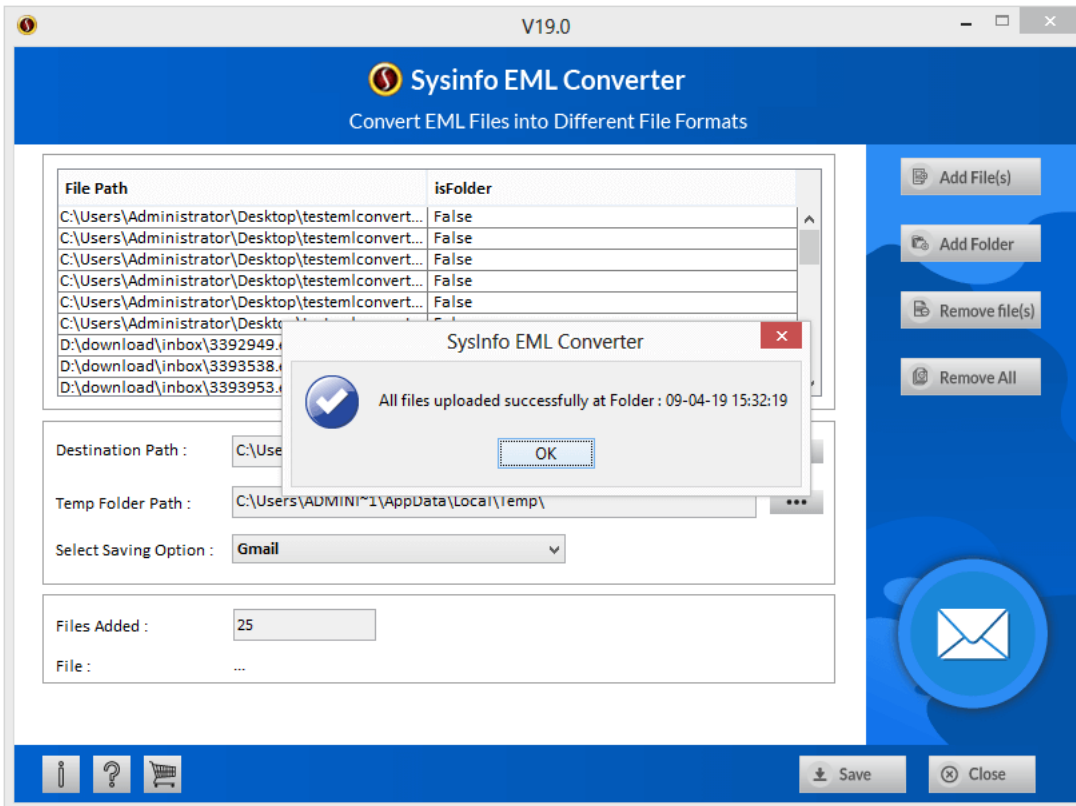 V19.0
Sysinfo EML Converter
Convert EML Files into Different File Formats
File Path isFolder
C:\Users\Administrator\Desktop\testemlconvert... False
C:\Users\Administrator\Desktop\testemlconvert... False
C:\Users\Administrator\Desktop\testemlconvert... False
C:\Users\Administrator\Desktop\testemlconvert... False
C:\Users\Administrator\Desktop\testemlconvert... False
C:\Users\Administrator\Deskto
D:\download\inbox\3392949.
D:\download\inbox\3393538.
D:\download\inbox\3393953.
Add File(s)
Add Folder
Remove file(s)
Remove All
SysInfo EML Converter
All files uploaded successfully at Folder : 09-04-19 15:32:19
OK
Destination Path : C:\Use
Temp Folder Path : C:\Users\ADMINI~1\AppData\Local\Temp\ ...
Select Saving Option : Gmail
Files Added : 25
File : ...
Save
Close